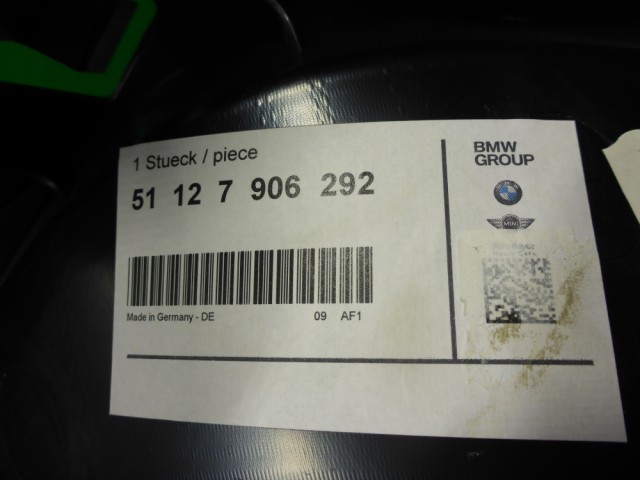 1 Stueck / piece
51 12 7 906 292
Made in Germany - DE
09 AF1
BMW
GROUP
MINI